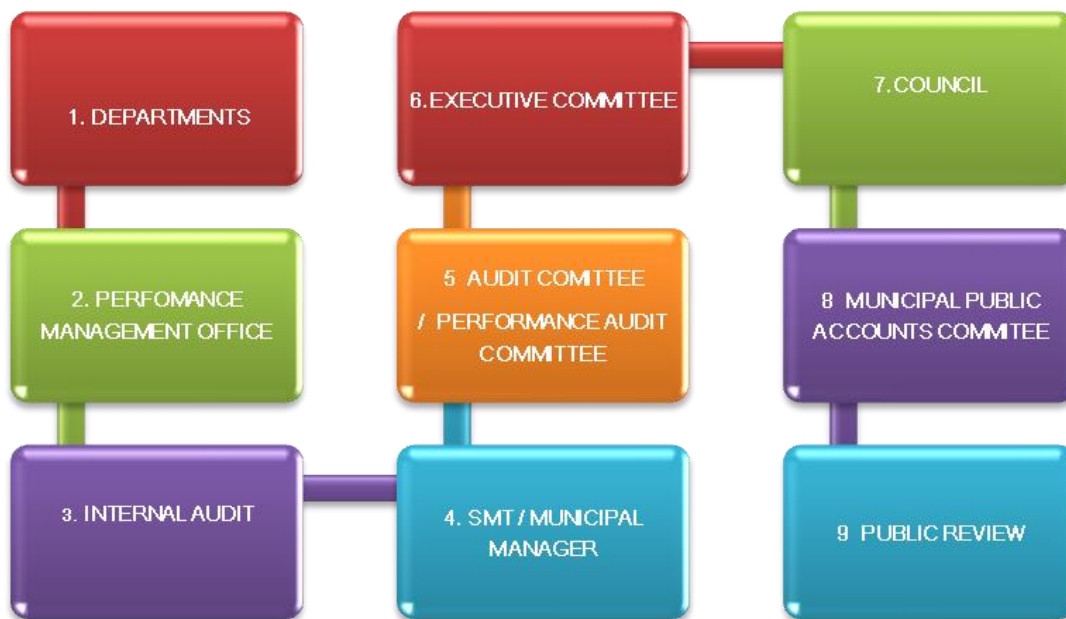 1. DEPARTMENTS
2. PERFOMANCE
MANAGEMENT OFFICE
3. INTERNAL AUDIT
4. SMT / MUNICIPAL
MANAGER
5 AUDIT COMITTEE
/ PERFORMANCE AUDIT
COMMITTEE
6.EXECUTIVE COMMITTEE
7.COUNCIL
8 MUNICIPAL PUBLIC
ACCOUNTS COMMITEE
9 PUBLIC REVIEW